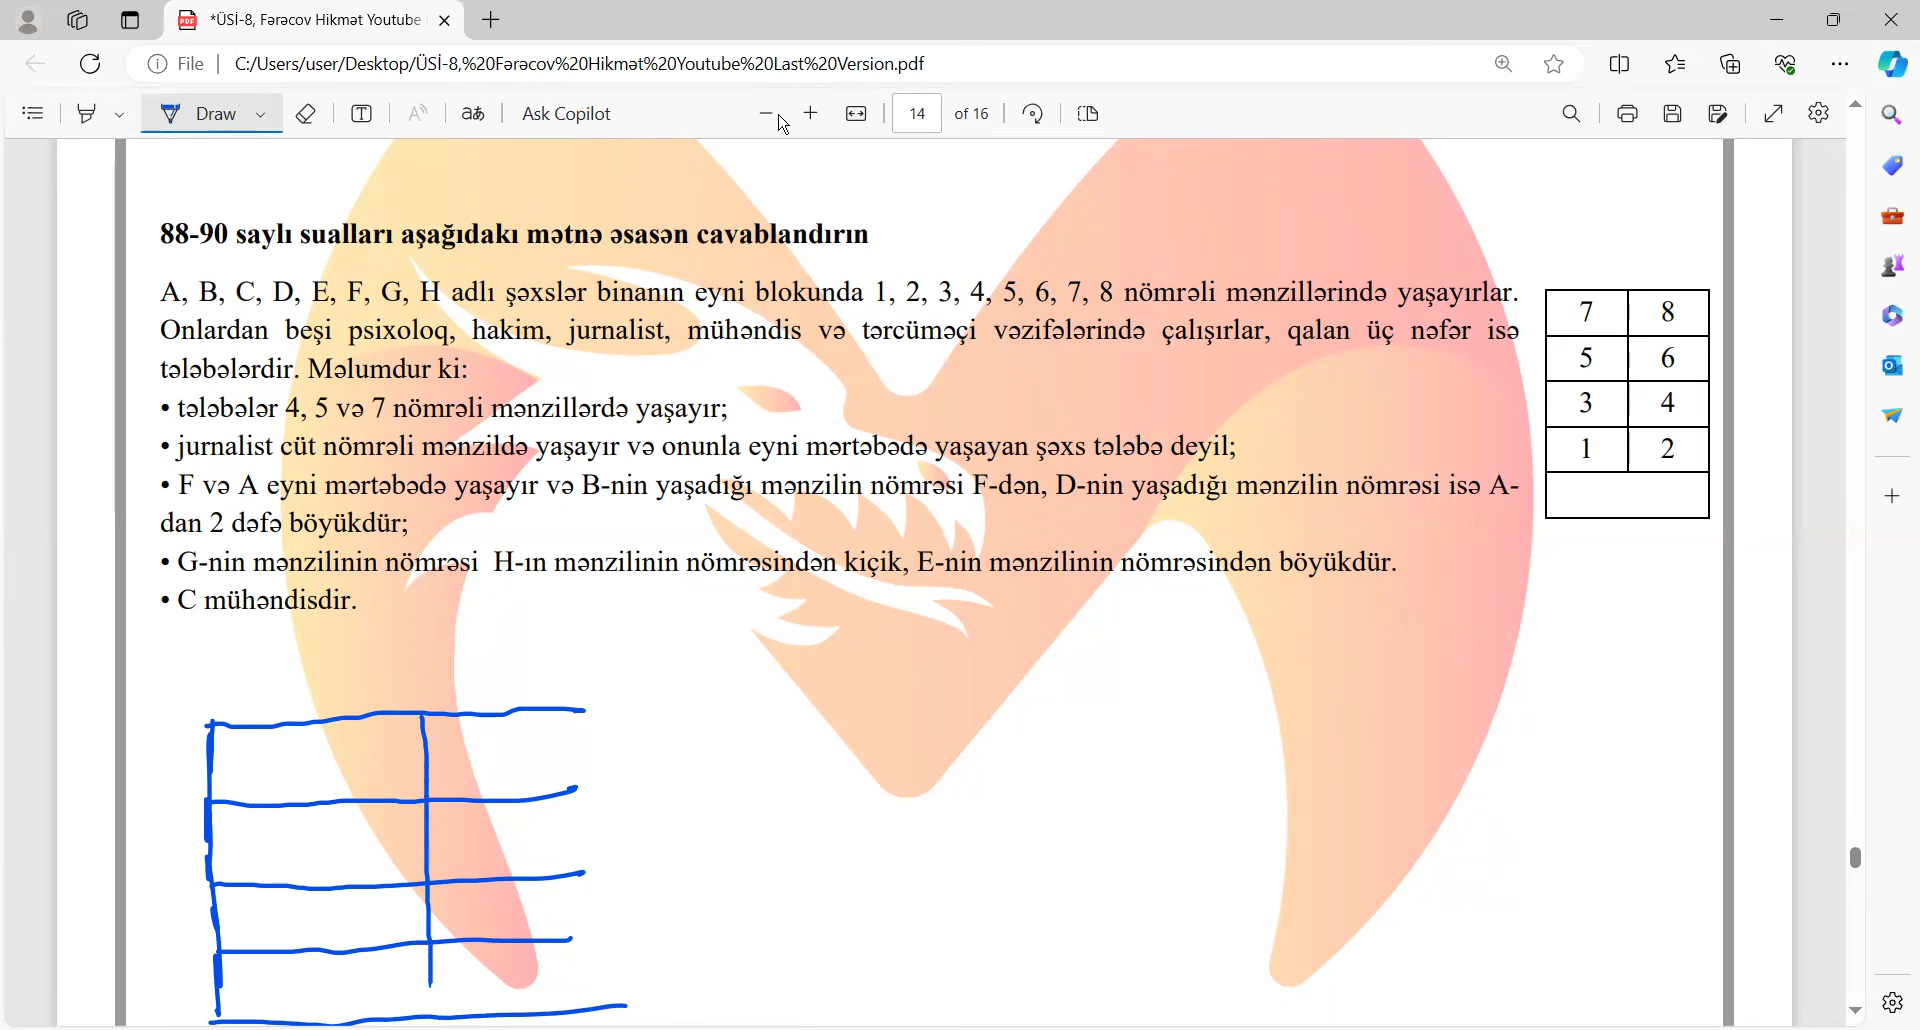 *ÜSİ-8, Fərəcov Hikmət Youtube
File
C:/Users/user/Desktop/ÜSİ-8,%20Fərəcov%20Hikmət%20Youtube%20Last%20Version.pdf
Draw
T
aあ
Ask Copilot
14 of 16
88-90 saylı sualları aşağıdakı mətnə əsasən cavablandırın
A, B, C, D, E, F, G, H adlı şəxslər binanın eyni blokunda 1, 2, 3, 4, 5, 6, 7, 8 nömrəli mənzillərində yaşayırlar.
Onlardan beşi psixoloq, hakim, jurnalist, mühəndis və tərcüməçi vəzifələrində çalışırlar, qalan üç nəfər isə
tələbələrdir. Məlumdur ki:
• tələbələr 4, 5 və 7 nömrəli mənzillərdə yaşayır;
• jurnalist cüt nömrəli mənzildə yaşayır və onunla eyni mərtəbədə yaşayan şəxs tələbə deyil;
• F və A eyni mərtəbədə yaşayır və B-nin yaşadığı mənzilin nömrəsi F-dən, D-nin yaşadığı mənzilin nömrəsi isə A-
dan 2 dəfə böyükdür;
• G-nin mənzilinin nömrəsi H-ın mənzilinin nömrəsindən kiçik, E-nin mənzilinin nömrəsindən böyükdür.
• C mühəndisdir.
7 8
5 6
3 4
1 2